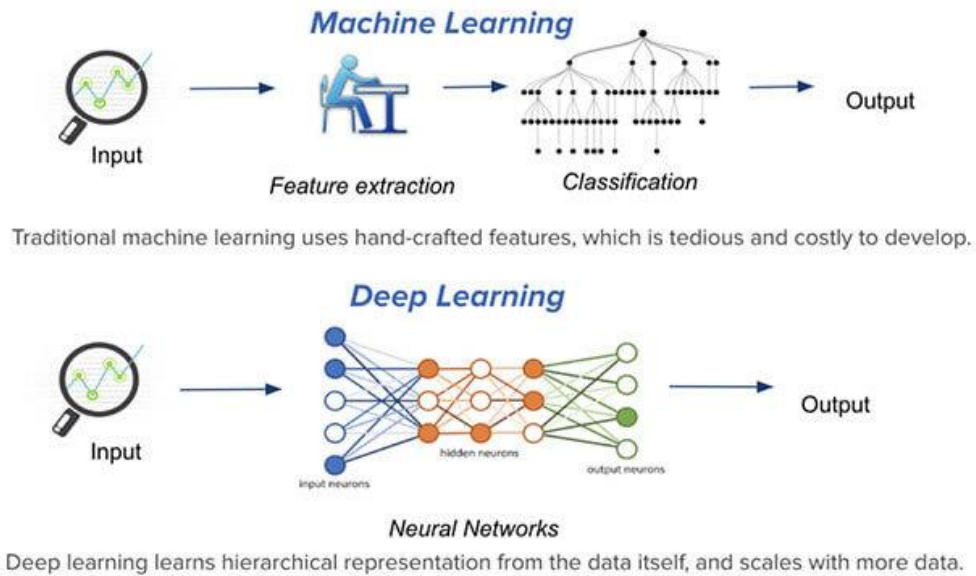 Machine Learning
Input
Output
Feature extraction
Classification
Traditional machine learning uses hand-crafted features, which is tedious and costly to develop.
Deep Learning
Input
Output
hidden neurons
input neurons
output neurons
Neural Networks
Deep learning learns hierarchical representation from the data itself, and scales with more data.